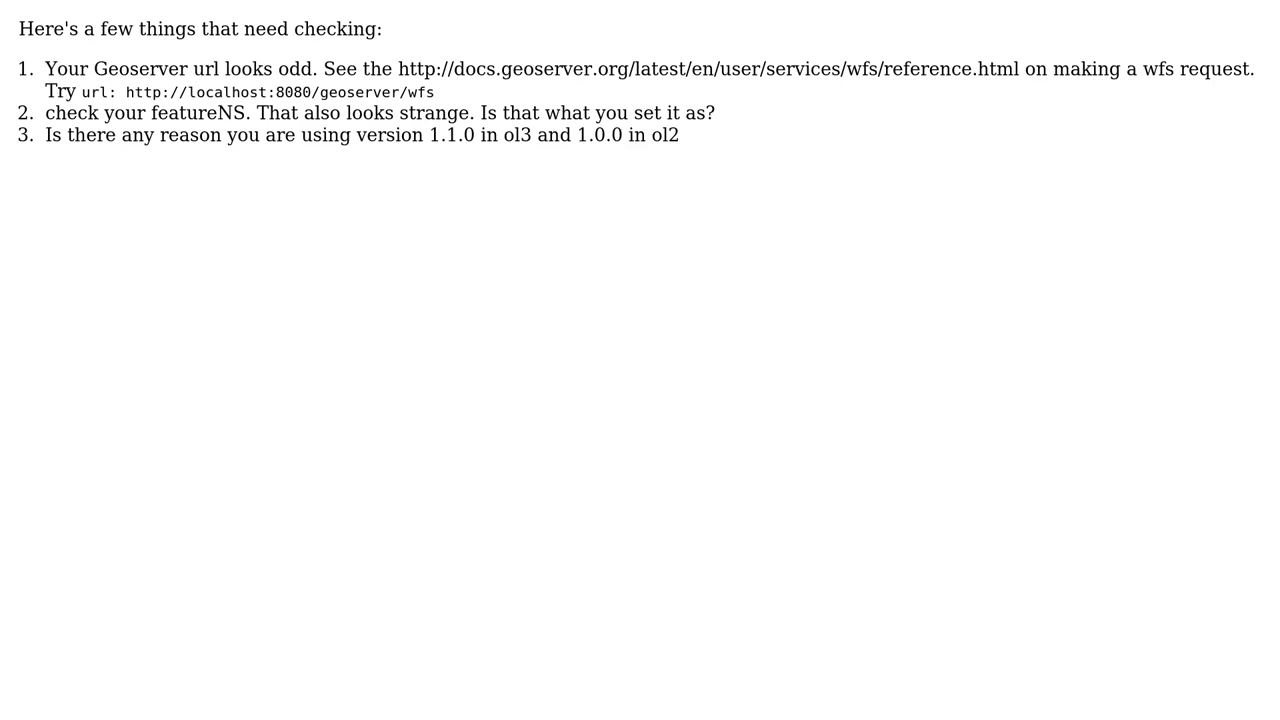 Here's a few things that need checking:
1. Your Geoserver url looks odd. See the http://docs.geoserver.org/latest/en/user/services/wfs/reference.html on making a wfs request.
Try url: http://localhost:8080/geoserver/wfs
2. check your featureNS. That also looks strange. Is that what you set it as?
3. Is there any reason you are using version 1.1.0 in ol3 and 1.0.0 in ol2